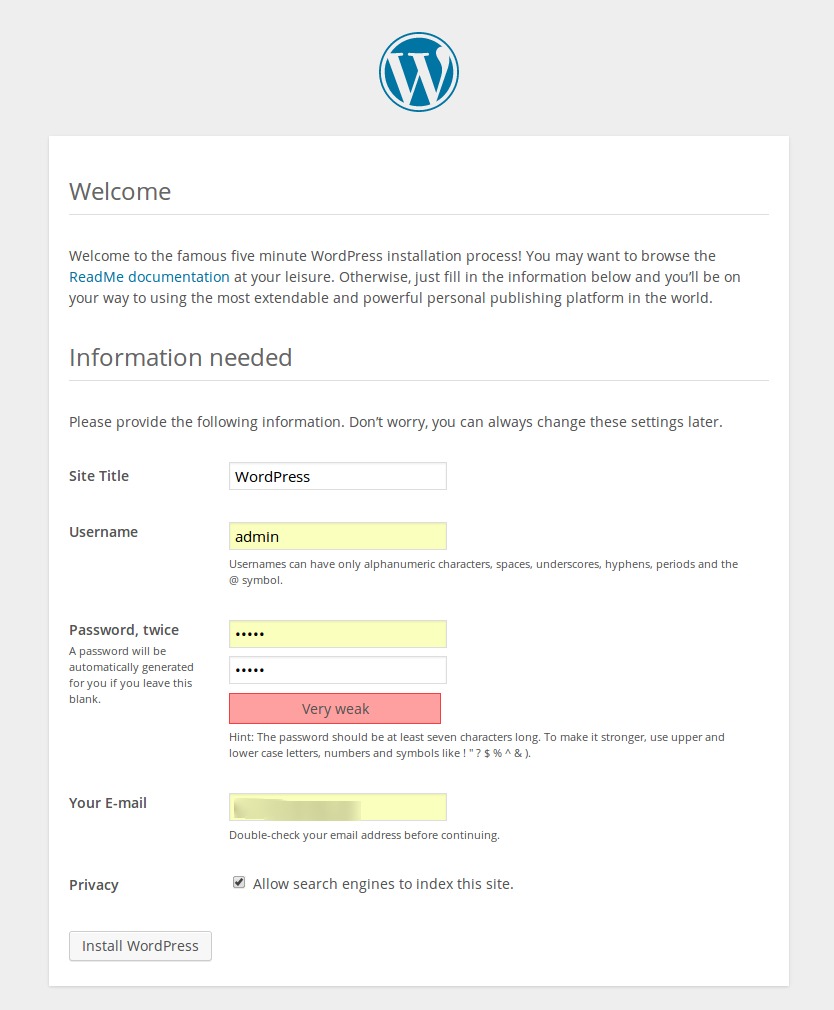 Welcome
Welcome to the famous five minute WordPress installation process! You may want to browse the
ReadMe documentation at your leisure. Otherwise, just fill in the information below and you’ll be on
your way to using the most extendable and powerful personal publishing platform in the world.
Information needed
Please provide the following information. Don’t worry, you can always change these settings later.
Site Title
WordPress
Username
admin
Usernames can have only alphanumeric characters, spaces, underscores, hyphens, periods and the
@ symbol.
Password, twice
A password will be
automatically generated
for you if you leave this
blank.
•••••
•••••
Very weak
Hint: The password should be at least seven characters long. To make it stronger, use upper and
lower case letters, numbers and symbols like ! " ? $ % ^ & ).
Your E-mail
Double-check your email address before continuing.
Privacy
Allow search engines to index this site.
Install WordPress